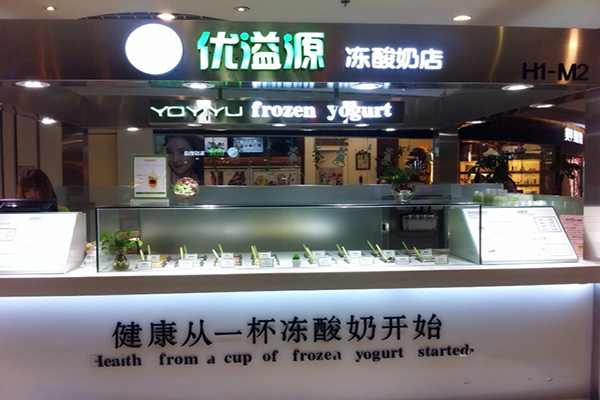 优溢源 冻酸奶店
H1-M2
YOYIYU frozen yogurt
健康从一杯冻酸奶开始
Health from a cup of frozen yogurt started